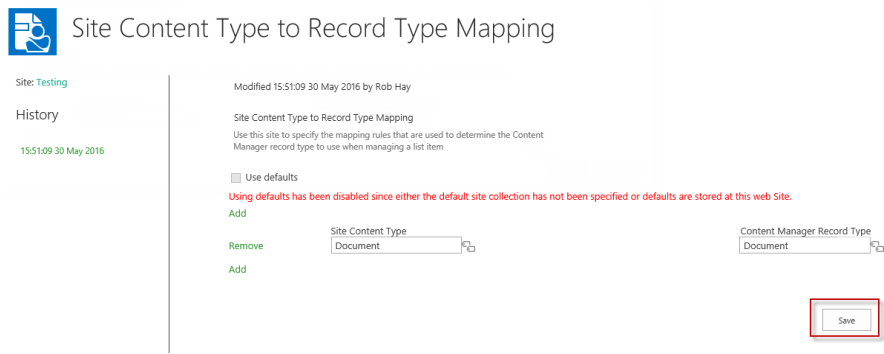 Site Content Type to Record Type Mapping
Site: Testing
History
15:51:09 30 May 2016
Modified 15:51:09 30 May 2016 by Rob Hay
Site Content Type to Record Type Mapping
Use this site to specify the mapping rules that are used to determine the Content
Manager record type to use when managing a list item
Use defaults
Using defaults has been disabled since either the default site collection has not been specified or defaults are stored at this web Site.
Add
Site Content Type Content Manager Record Type
Remove Document Document
Add
Save